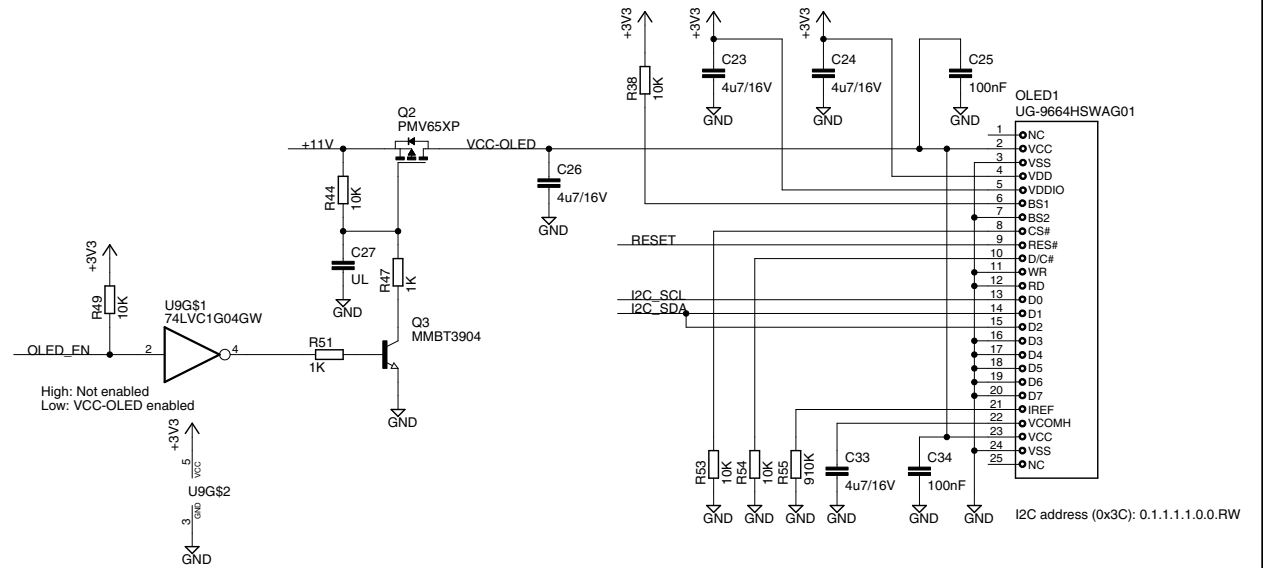 +3V3
+3V3
+3V3
R38
10K
C23
4u7/16V
GND
C24
4u7/16V
GND
C25
100nF
GND
OLED1
UG-9664HSWAG01
Q2
PMV65XP
+11V
VCC-OLED
R44
10K
C26
4u7/16V
GND
C27
UL
GND
R47
1K
+3V3
R49
10K
U9G$1
74LVC1G04GW
OLED_EN
2
4
R51
1K
Q3
MMBT3904
GND
High: Not enabled
Low: VCC-OLED enabled
+3V3
5
VCC
U9G$2
3
GND
GND
RESET
I2C_SCL
I2C_SDA
1 NC
2 VCC
3 VSS
4 VDD
5 VDDIO
6 BS1
7 BS2
8 CS#
9 RES#
10 D/C#
11 WR
12 RD
13 D0
14 D1
15 D2
16 D3
17 D4
18 D5
19 D6
20 D7
21 IREF
22 VCOMH
23 VCC
24 VSS
25 NC
R53
10K
R54
10K
R55
910K
C33
4u7/16V
C34
100nF
GND GND GND GND GND GND
I2C address (0x3C): 0.1.1.1.1.0.0.RW